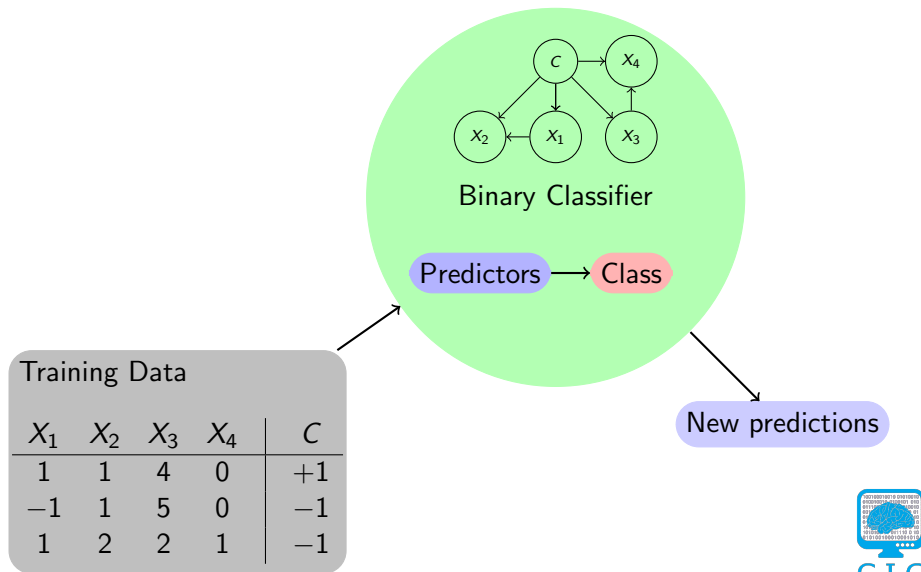 C X₄
X₂ X₁ X₃
Binary Classifier
Predictors Class
Training Data
X₁ X₂ X₃ X₄ C
1 1 4 0 +1
−1 1 5 0 −1
1 2 2 1 −1
New predictions